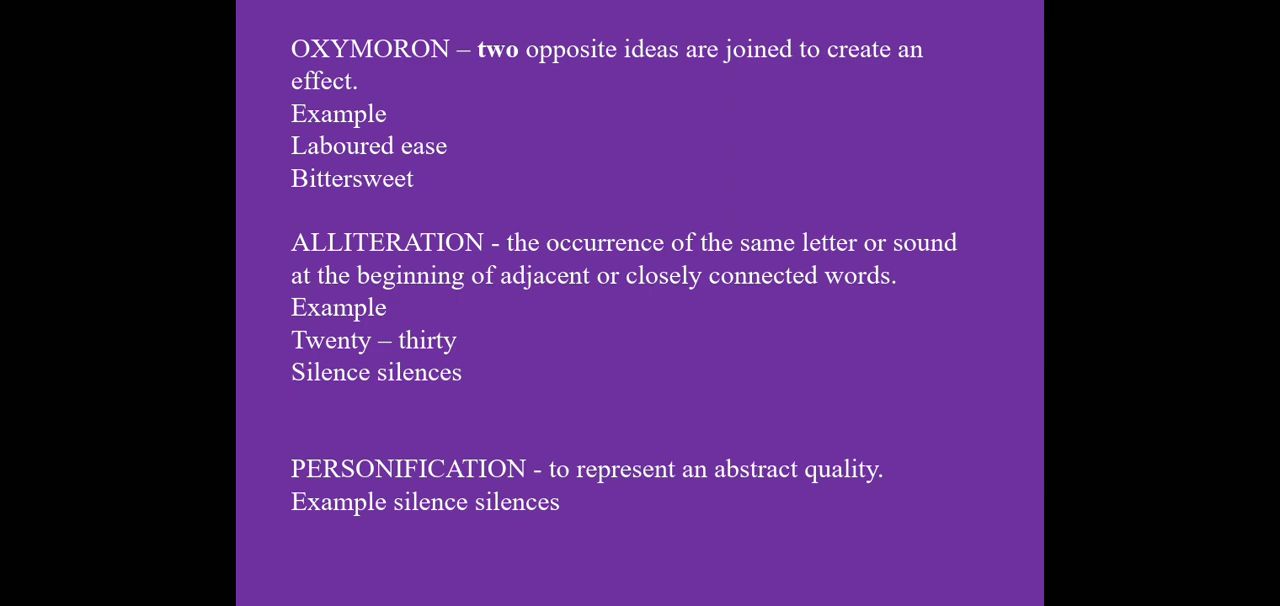 OXYMORON – two opposite ideas are joined to create an
effect.
Example
Laboured ease
Bittersweet
ALLITERATION - the occurrence of the same letter or sound
at the beginning of adjacent or closely connected words.
Example
Twenty – thirty
Silence silences
PERSONIFICATION - to represent an abstract quality.
Example silence silences